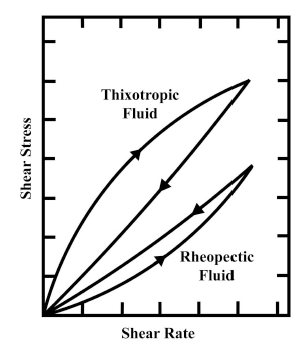 Thixotropic
Fluid
Shear Stress
Rheopectic
Fluid
Shear Rate